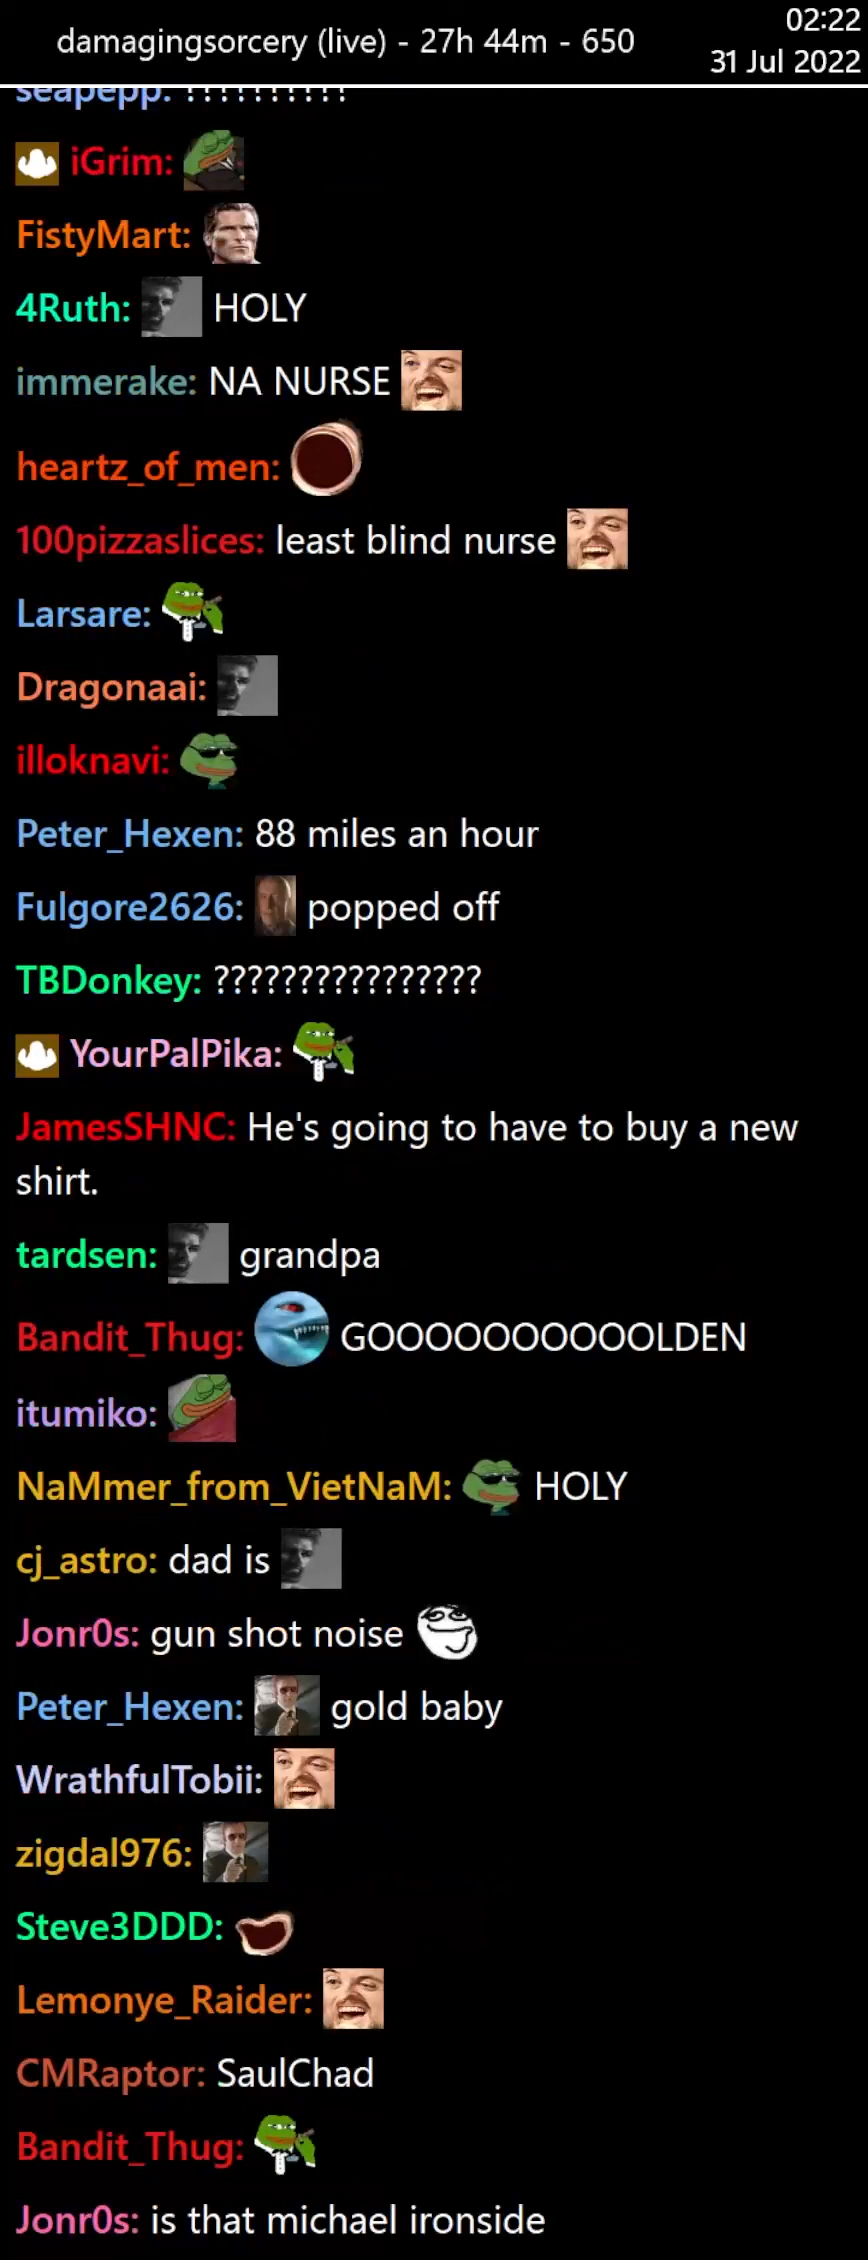 02:22
damagingsorcery (live) - 27h 44m - 650
31 Jul 2022
seapepp: ??????????
iGrim:
FistyMart:
4Ruth: HOLY
immerake: NA NURSE
heartz_of_men:
100pizzaslices: least blind nurse
Larsare:
Dragonaai:
illoknavi:
Peter_Hexen: 88 miles an hour
Fulgore2626: popped off
TBDonkey: ????????????????
YourPalPika:
JamesSHNC: He's going to have to buy a new
shirt.
tardsen: grandpa
Bandit_Thug: GOOOOOOOOOOOLDEN
itumiko:
NaMmer_from_VietNaM: HOLY
cj_astro: dad is
Jonr0s: gun shot noise
Peter_Hexen: gold baby
WrathfulTobii:
zigdal976:
Steve3DDD:
Lemonye_Raider:
CMRaptor: SaulChad
Bandit_Thug:
Jonr0s: is that michael ironside